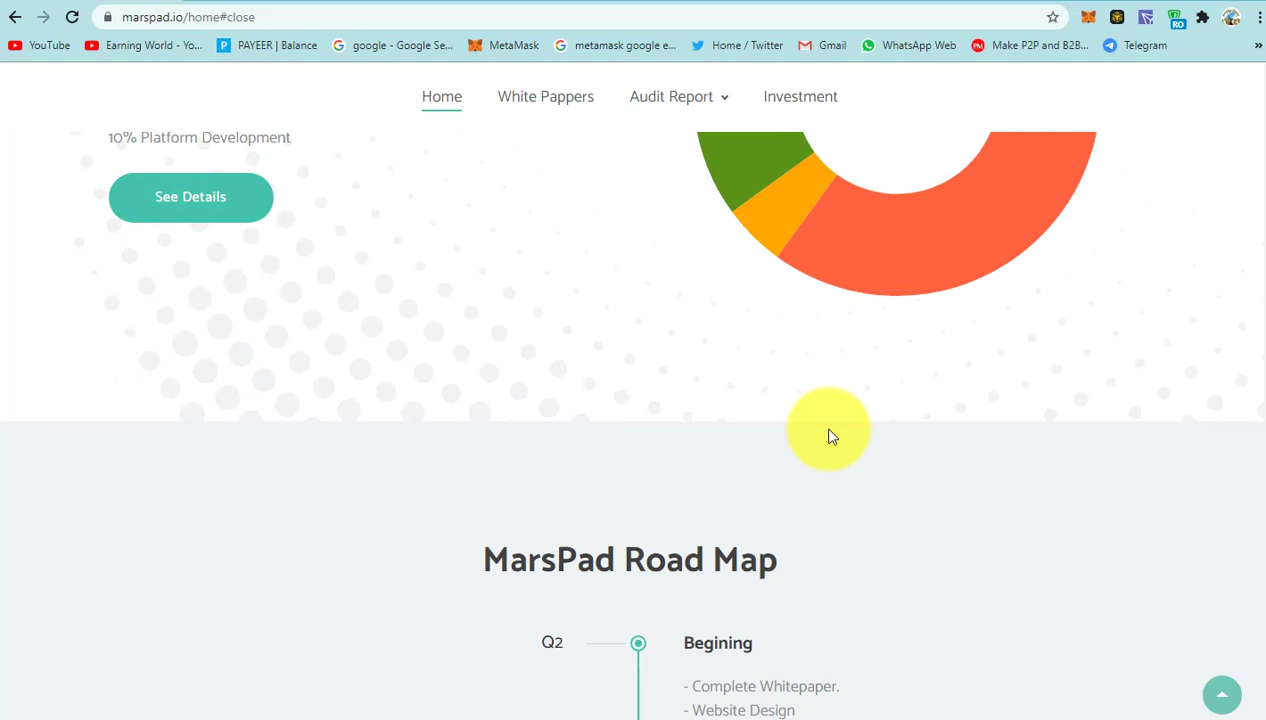 marspad.io/home#close
YouTube Earning World - Yo... PAYEER | Balance google - Google Se... MetaMask metamask google e... Home / Twitter Gmail WhatsApp Web Make P2P and B2B... Telegram »
RO
Home White Pappers Audit Report Investment
10% Platform Development
See Details
MarsPad Road Map
Q2 Begining
- Complete Whitepaper.
- Website Design